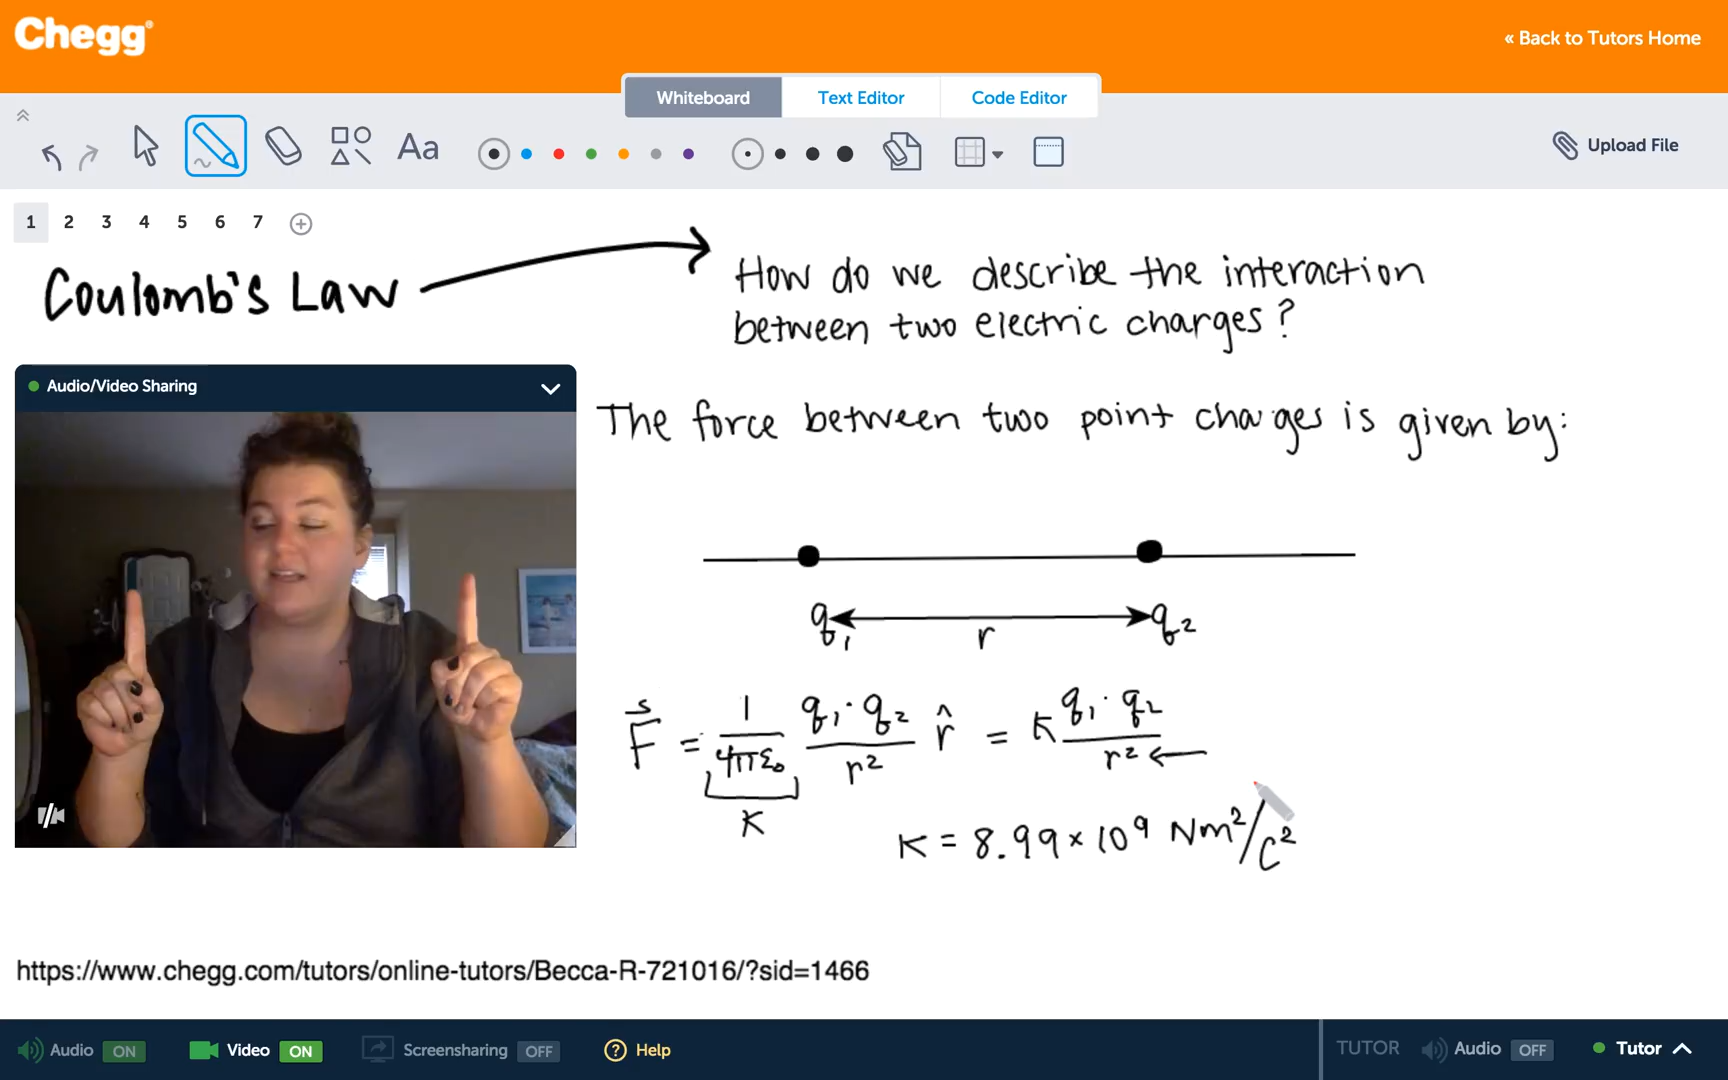 Chegg
« Back to Tutors Home
Whiteboard
Text Editor
Code Editor
Aa
Upload File
1 2 3 4 5 6 7
Coulomb's Law
How do we describe the interaction
between two electric charges?
Audio/Video Sharing
The force between two point charges is given by:
q₁ r q₂
F⃗ = 1/(4πε₀) (q₁·q₂)/r² r̂ = K (q₁·q₂)/r²
K
K = 8.99 × 10⁹ Nm²/C²
https://www.chegg.com/tutors/online-tutors/Becca-R-721016/?sid=1466
Audio ON Video ON Screensharing OFF Help TUTOR Audio OFF Tutor